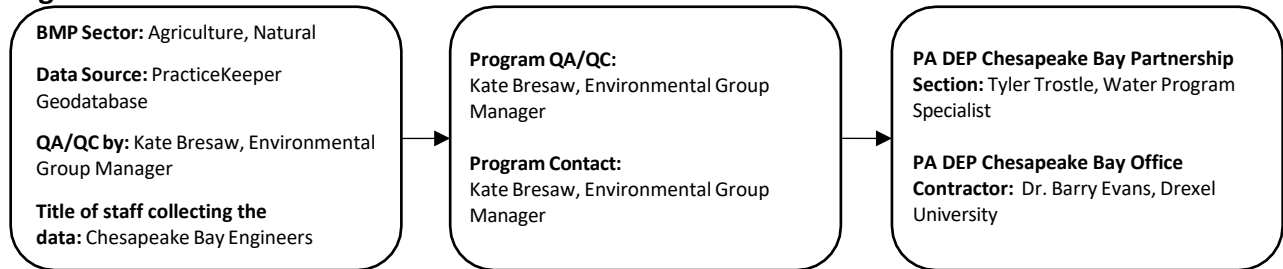 BMP Sector: Agriculture, Natural
Data Source: PracticeKeeper
Geodatabase
QA/QC by: Kate Bresaw, Environmental
Group Manager
Title of staff collecting the
data: Chesapeake Bay Engineers
Program QA/QC:
Kate Bresaw, Environmental Group
Manager
Program Contact:
Kate Bresaw, Environmental Group
Manager
PA DEP Chesapeake Bay Partnership
Section: Tyler Trostle, Water Program
Specialist
PA DEP Chesapeake Bay Office
Contractor: Dr. Barry Evans, Drexel
University